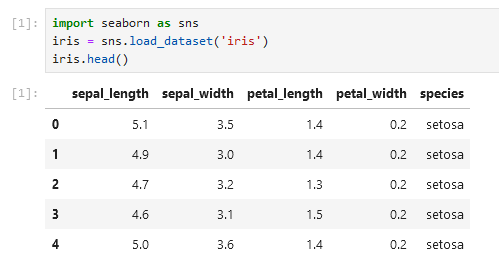 [1]: import seaborn as sns
iris = sns.load_dataset('iris')
iris.head()
[1]: sepal_length sepal_width petal_length petal_width species
0 5.1 3.5 1.4 0.2 setosa
1 4.9 3.0 1.4 0.2 setosa
2 4.7 3.2 1.3 0.2 setosa
3 4.6 3.1 1.5 0.2 setosa
4 5.0 3.6 1.4 0.2 setosa